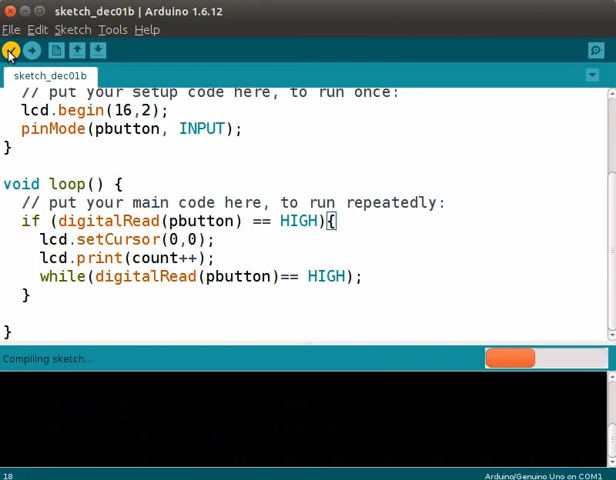 sketch_dec01b | Arduino 1.6.12
File Edit Sketch Tools Help
sketch_dec01b
// put your setup code here, to run once:
lcd.begin(16,2);
pinMode(pbutton, INPUT);
}
void loop() {
// put your main code here, to run repeatedly:
if (digitalRead(pbutton) == HIGH){
lcd.setCursor(0,0);
lcd.print(count++);
while(digitalRead(pbutton)== HIGH);
}
}
Compiling sketch...
18
Arduino/Genuino Uno on COM1